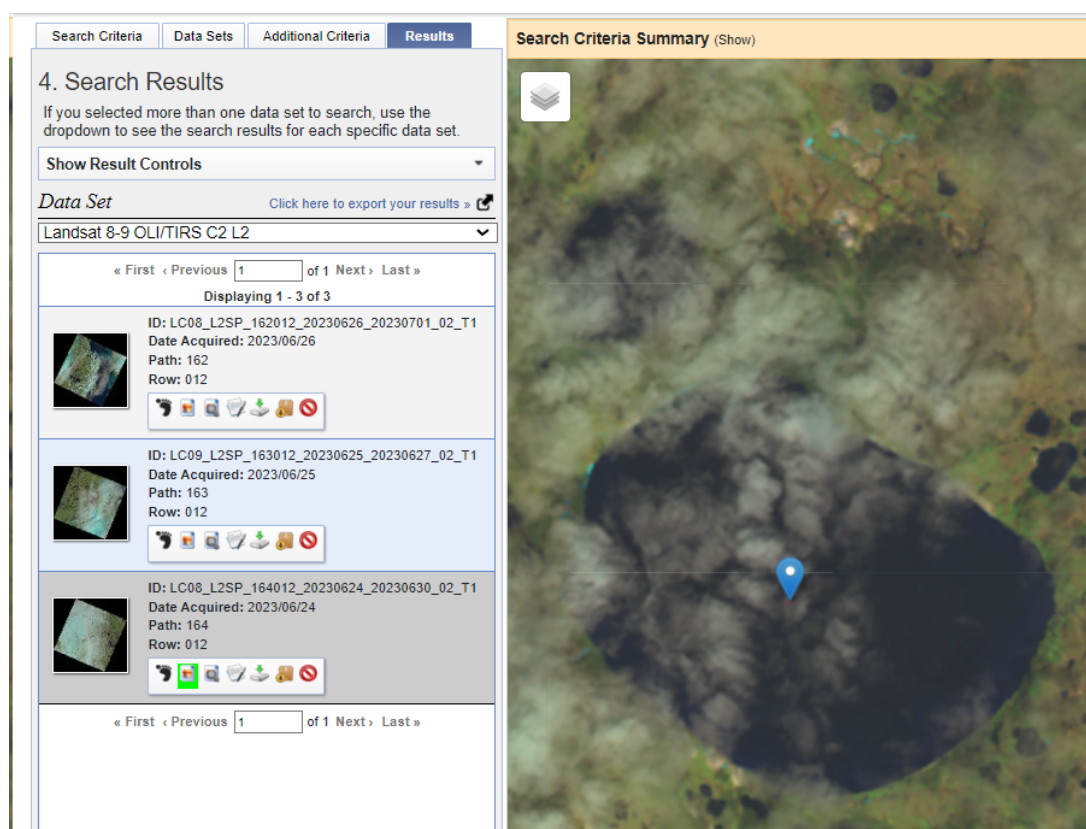 Search Criteria
Data Sets
Additional Criteria
Results
Search Criteria Summary (Show)
4. Search Results
If you selected more than one data set to search, use the
dropdown to see the search results for each specific data set.
Show Result Controls
Data Set
Click here to export your results »
Landsat 8-9 OLI/TIRS C2 L2
« First ‹ Previous 1 of 1 Next › Last »
Displaying 1 - 3 of 3
ID: LC08_L2SP_162012_20230626_20230701_02_T1
Date Acquired: 2023/06/26
Path: 162
Row: 012
ID: LC09_L2SP_163012_20230625_20230627_02_T1
Date Acquired: 2023/06/25
Path: 163
Row: 012
ID: LC08_L2SP_164012_20230624_20230630_02_T1
Date Acquired: 2023/06/24
Path: 164
Row: 012
« First ‹ Previous 1 of 1 Next › Last »